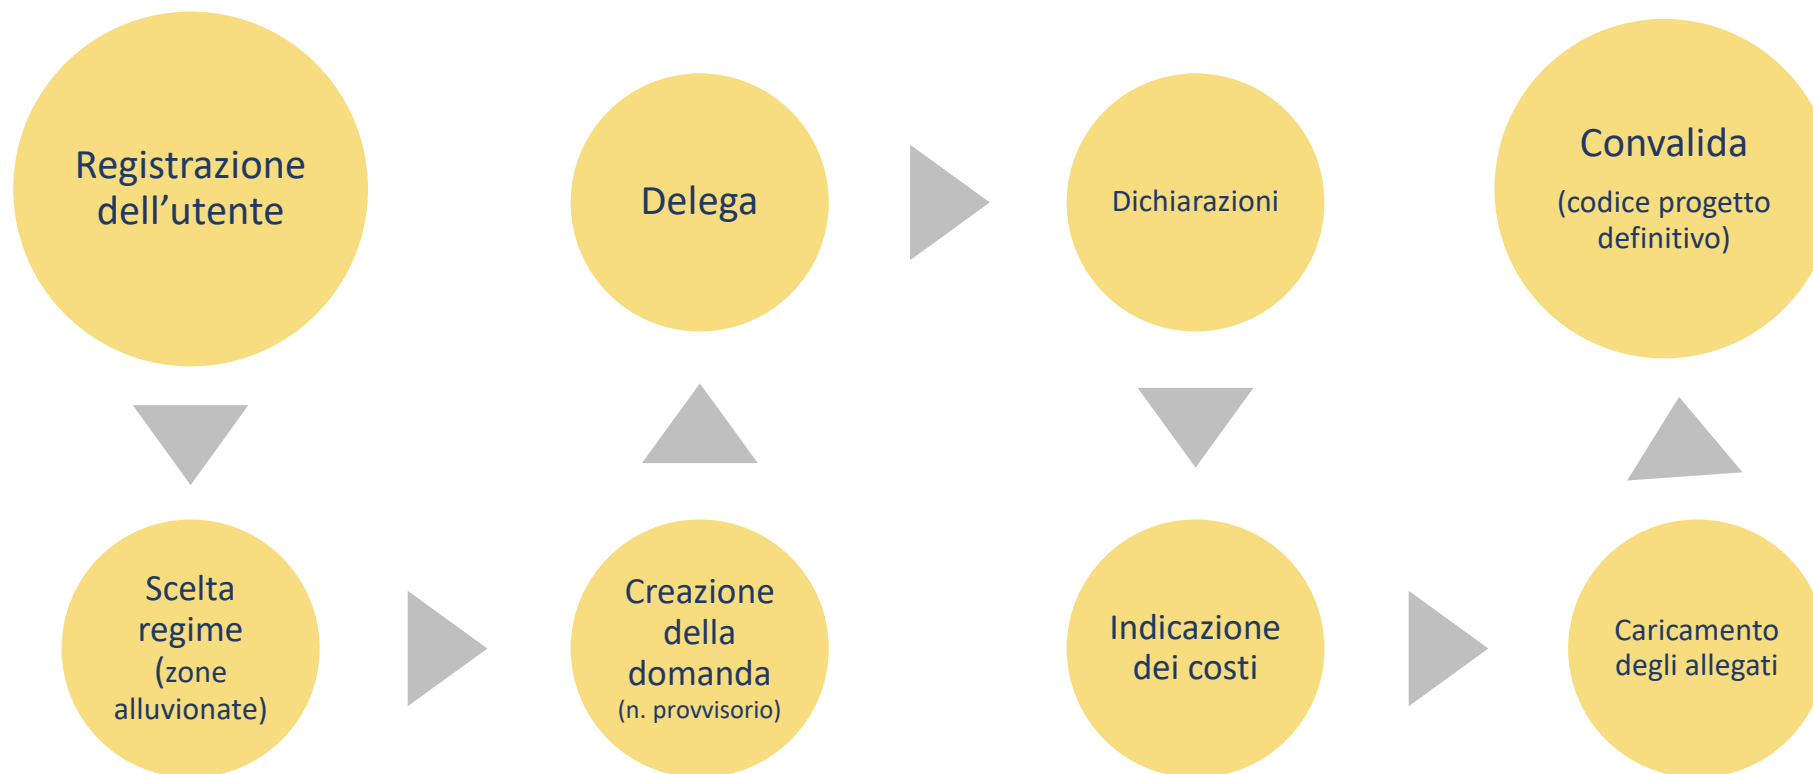 Registrazione
dell’utente
Scelta
regime
(zone
alluvionate)
Creazione
della
domanda
(n. provvisorio)
Delega
Dichiarazioni
Indicazione
dei costi
Caricamento
degli allegati
Convalida
(codice progetto
definitivo)